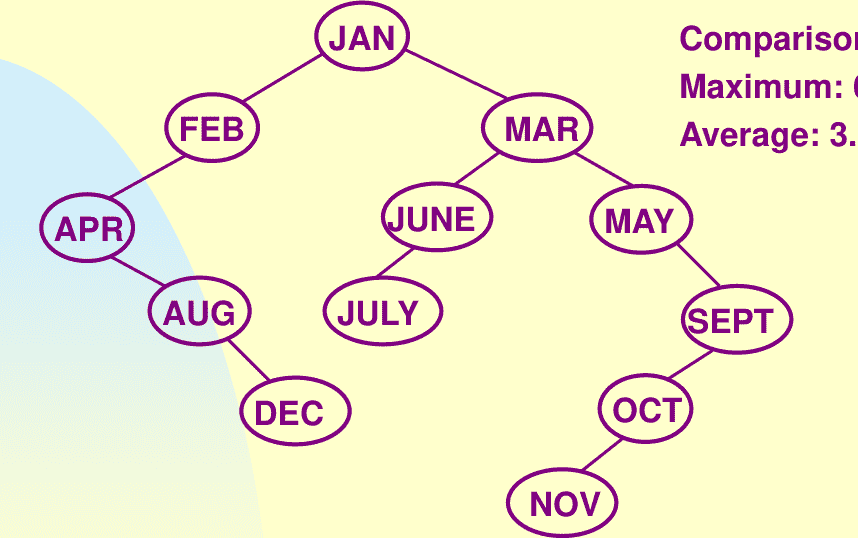 JAN
Comparison
Maximum:
Average: 3.
FEB
MAR
APR
JUNE
MAY
AUG
JULY
SEPT
DEC
OCT
NOV